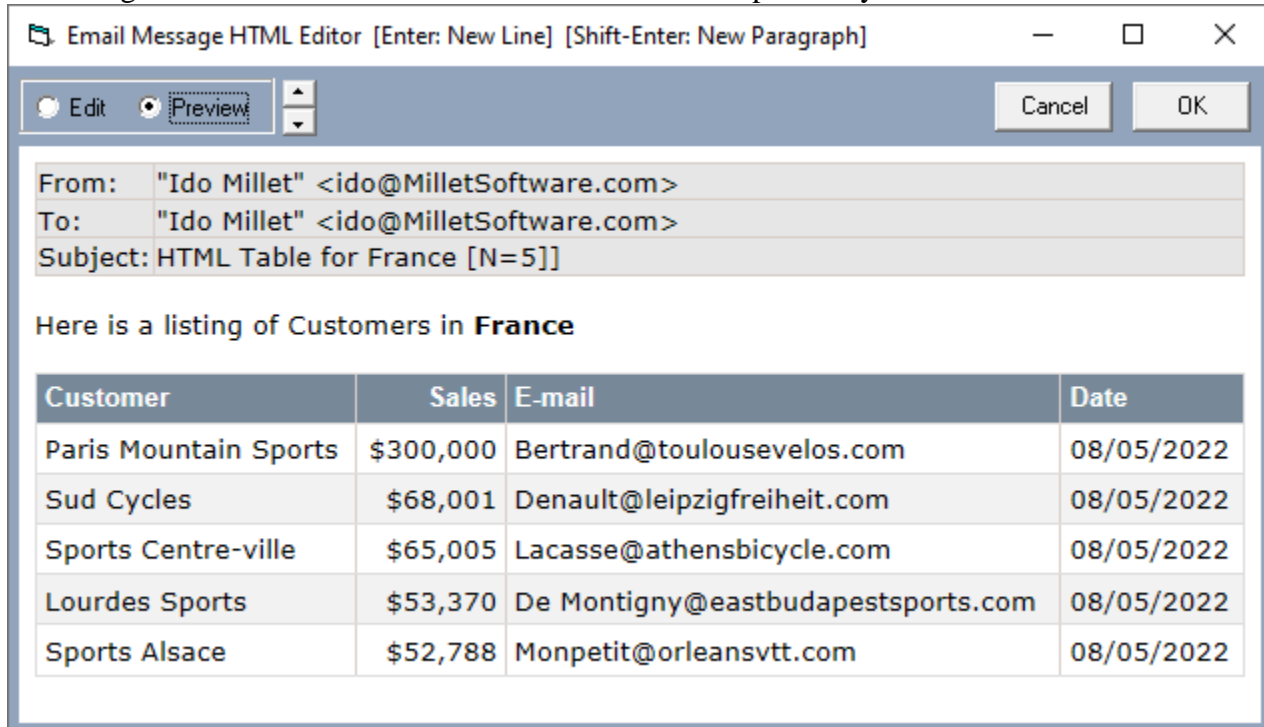 Email Message HTML Editor [Enter: New Line] [Shift-Enter: New Paragraph]
Edit Preview Cancel OK
From: "Ido Millet" <ido@MilletSoftware.com>
To: "Ido Millet" <ido@MilletSoftware.com>
Subject: HTML Table for France [N=5]]
Here is a listing of Customers in France
Customer Sales E-mail Date
Paris Mountain Sports $300,000 Bertrand@toulousevelos.com 08/05/2022
Sud Cycles $68,001 Denault@leipzigfreiheit.com 08/05/2022
Sports Centre-ville $65,005 Lacasse@athensbicycle.com 08/05/2022
Lourdes Sports $53,370 De Montigny@eastbudapestsports.com 08/05/2022
Sports Alsace $52,788 Monpetit@orleansvtt.com 08/05/2022